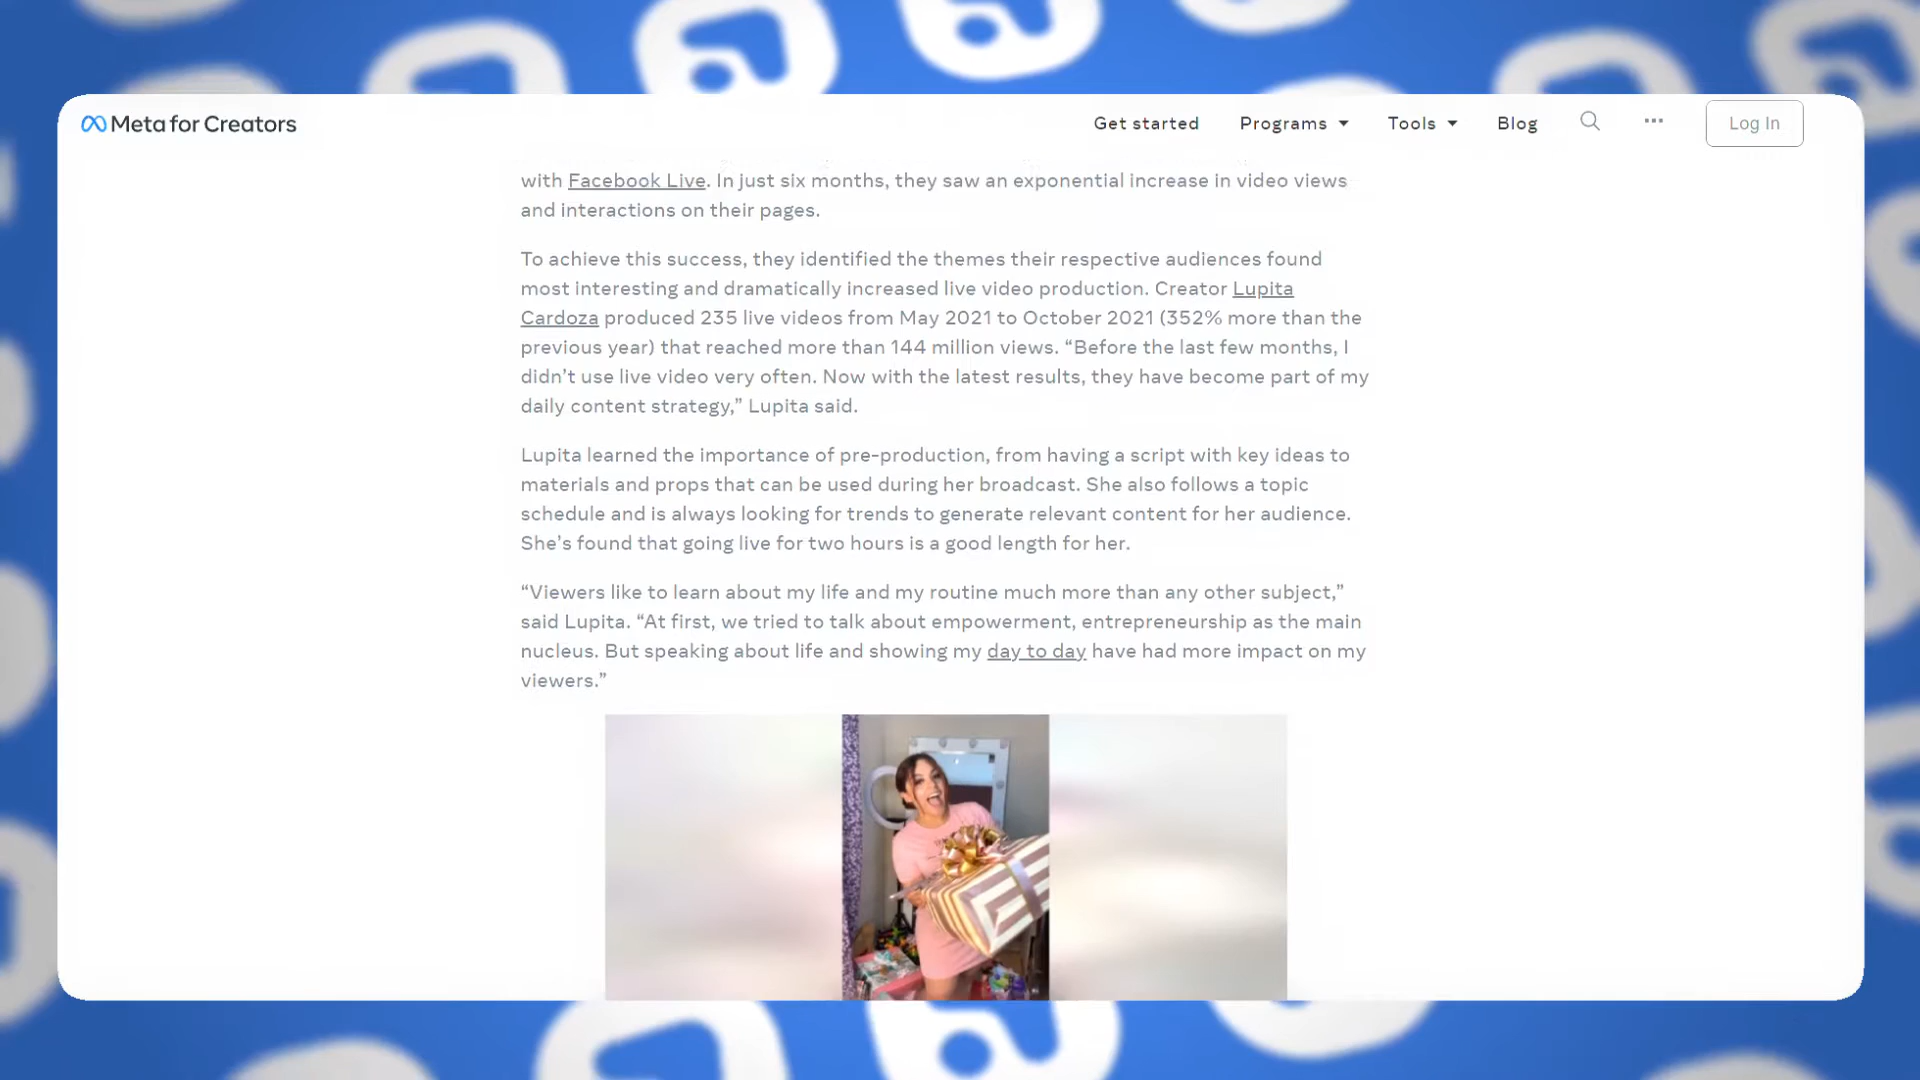 Meta for Creators
Get started
Programs
Tools
Blog
Log In
with Facebook Live. In just six months, they saw an exponential increase in video views
and interactions on their pages.
To achieve this success, they identified the themes their respective audiences found
most interesting and dramatically increased live video production. Creator Lupita
Cardoza produced 235 live videos from May 2021 to October 2021 (352% more than the
previous year) that reached more than 144 million views. “Before the last few months, I
didn’t use live video very often. Now with the latest results, they have become part of my
daily content strategy,” Lupita said.
Lupita learned the importance of pre-production, from having a script with key ideas to
materials and props that can be used during her broadcast. She also follows a topic
schedule and is always looking for trends to generate relevant content for her audience.
She’s found that going live for two hours is a good length for her.
“Viewers like to learn about my life and my routine much more than any other subject,”
said Lupita. “At first, we tried to talk about empowerment, entrepreneurship as the main
nucleus. But speaking about life and showing my day to day have had more impact on my
viewers.”